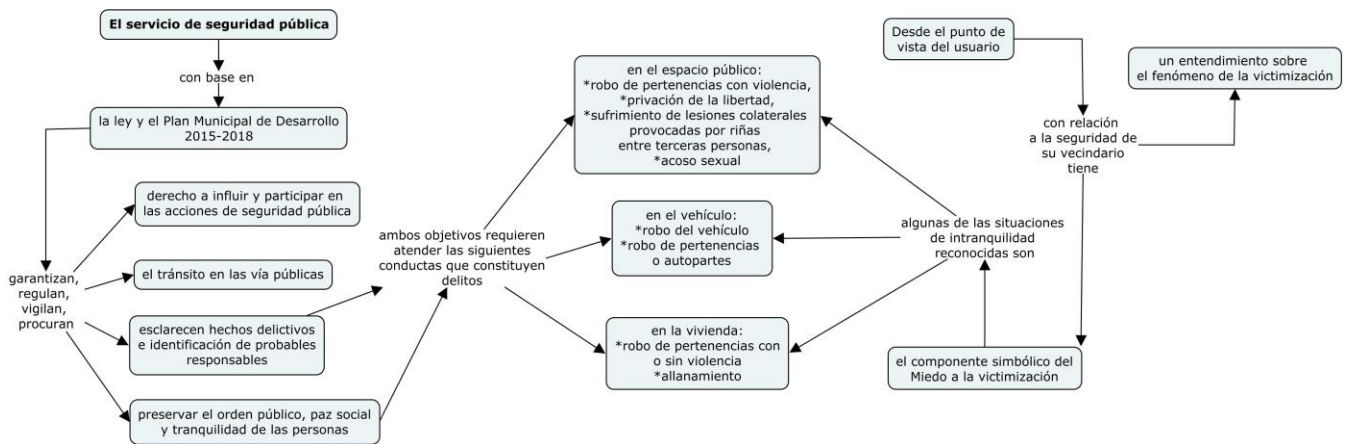 El servicio de seguridad pública
con base en
la ley y el Plan Municipal de Desarrollo
2015-2018
garantizan,
regulan,
vigilan,
procuran
derecho a influir y participar en
las acciones de seguridad pública
el tránsito en las vía públicas
esclarecen hechos delictivos
e identificación de probables
responsables
preservar el orden público, paz social
y tranquilidad de las personas
ambos objetivos requieren
atender las siguientes
conductas que constituyen
delitos
en el espacio público:
*robo de pertenencias con violencia,
*privación de la libertad,
*sufrimiento de lesiones colaterales
provocadas por riñas
entre terceras personas,
*acoso sexual
en el vehículo:
*robo del vehículo
*robo de pertenencias
o autopartes
en la vivienda:
*robo de pertenencias con
o sin violencia
*allanamiento
Desde el punto de
vista del usuario
con relación
a la seguridad de
su vecindario
tiene
un entendimiento sobre
el fenómeno de la victimización
el componente simbólico del
Miedo a la victimización
algunas de las situaciones
de intranquilidad
reconocidas son